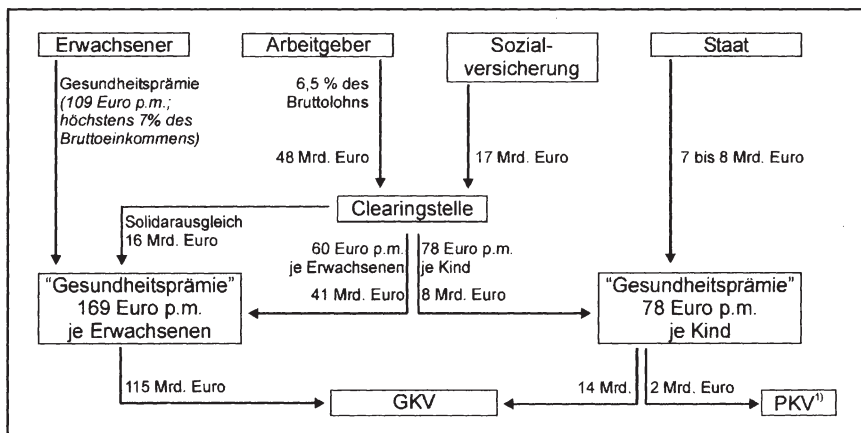 Erwachsener
Arbeitgeber
Sozial-
versicherung
Staat
Gesundheitsprämie
(109 Euro p.m.;
höchstens 7% des
Bruttoeinkommens)
6,5 % des
Bruttolohns
48 Mrd. Euro
17 Mrd. Euro
7 bis 8 Mrd. Euro
Clearingstelle
Solidarausgleich
16 Mrd. Euro
60 Euro p.m.
je Erwachsenen
41 Mrd. Euro
78 Euro p.m.
je Kind
8 Mrd. Euro
"Gesundheitsprämie"
169 Euro p.m.
je Erwachsenen
"Gesundheitsprämie"
78 Euro p.m.
je Kind
115 Mrd. Euro
GKV
14 Mrd.
2 Mrd. Euro
PKV¹⁾